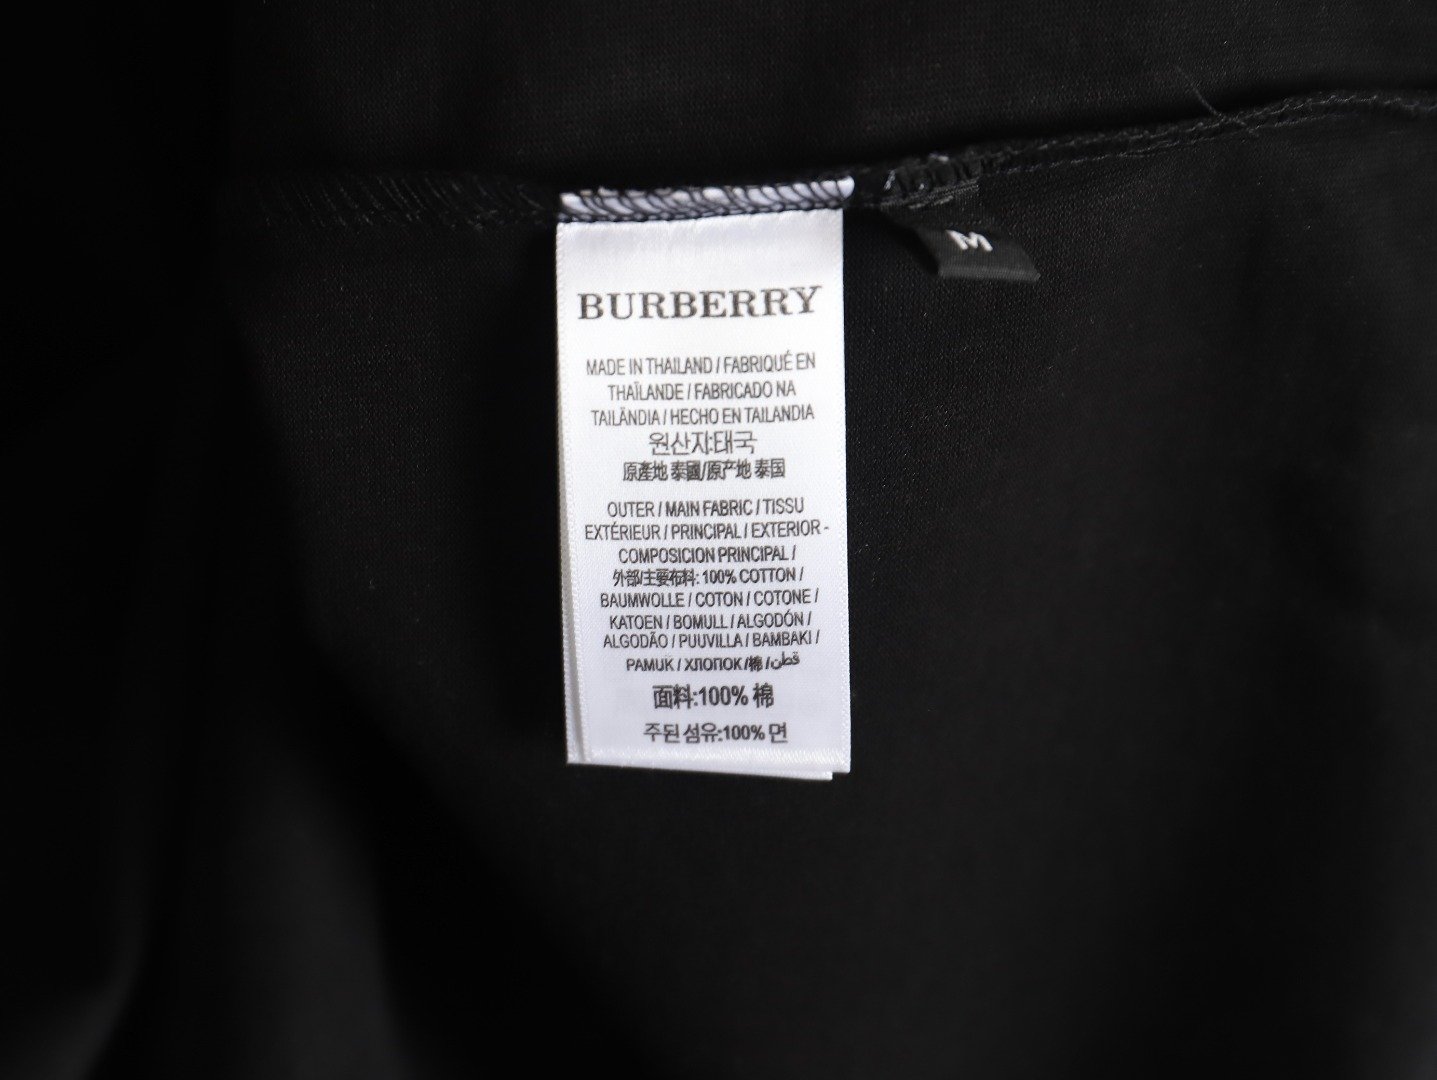 M
BURBERRY
MADE IN THAILAND / FABRIQUÉ EN
THAÏLANDE / FABRICADO NA
TAILÂNDIA / HECHO EN TAILANDIA
원산지:태국
原產地 泰國/原产地 泰国
OUTER / MAIN FABRIC / TISSU
EXTÉRIEUR / PRINCIPAL / EXTERIOR -
COMPOSICION PRINCIPAL /
外部/主要布料: 100% COTTON /
BAUMWOLLE / COTON / COTONE /
KATOEN / BOMULL / ALGODÓN /
ALGODÃO / PUUVILLA / BAMBAKI /
PAMUK / ХЛОПОК /棉 / قطن
面料:100% 棉
주된 섬유:100% 면